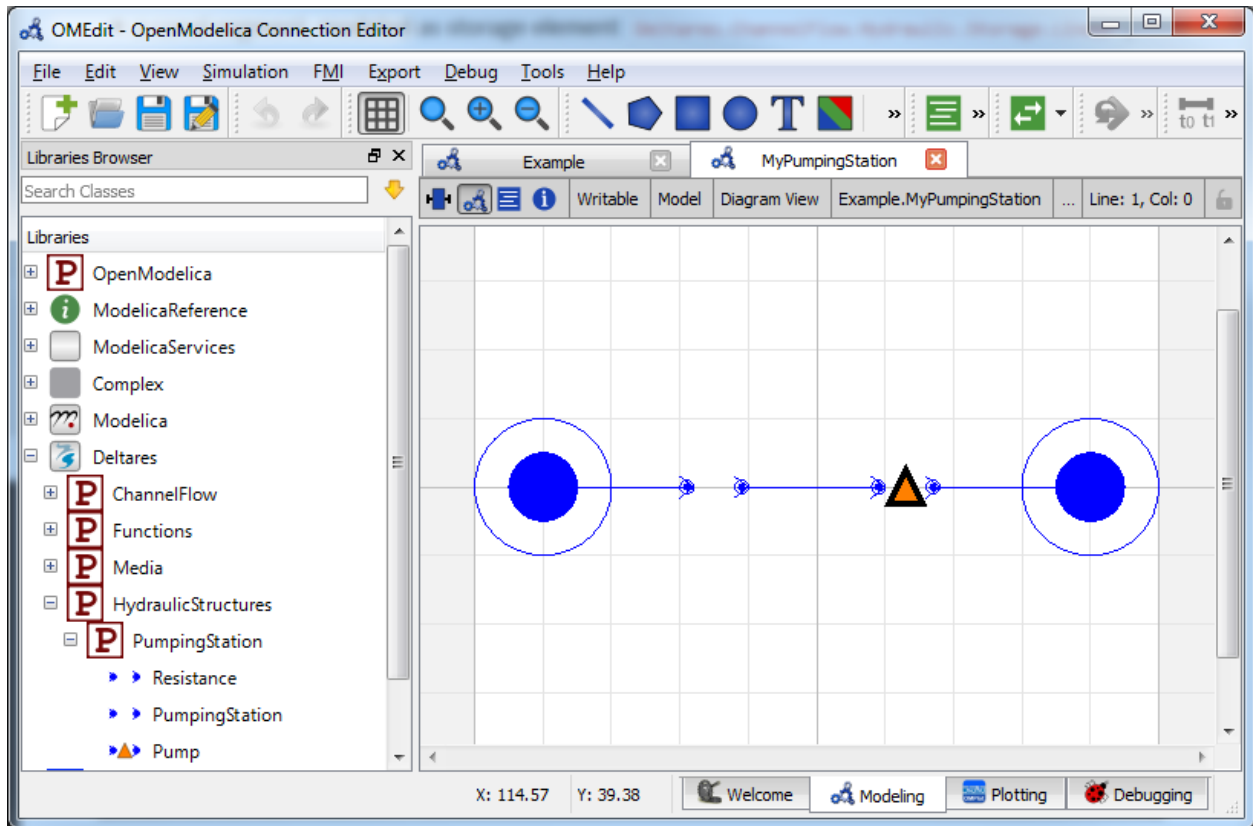 OMEdit - OpenModelica Connection Editor
File Edit View Simulation FMI Export Debug Tools Help
T » » » to t »
Libraries Browser
Example MyPumpingStation
Search Classes
Writable Model Diagram View Example.MyPumpingStation ... Line: 1, Col: 0
Libraries
P OpenModelica
i ModelicaReference
ModelicaServices
Complex
Modelica
Deltares
P ChannelFlow
P Functions
P Media
P HydraulicStructures
P PumpingStation
Resistance
PumpingStation
Pump
X: 114.57 Y: 39.38 Welcome Modeling Plotting Debugging